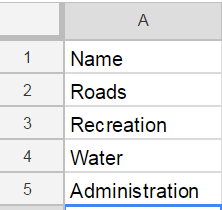 A
1 Name
2 Roads
3 Recreation
4 Water
5 Administration